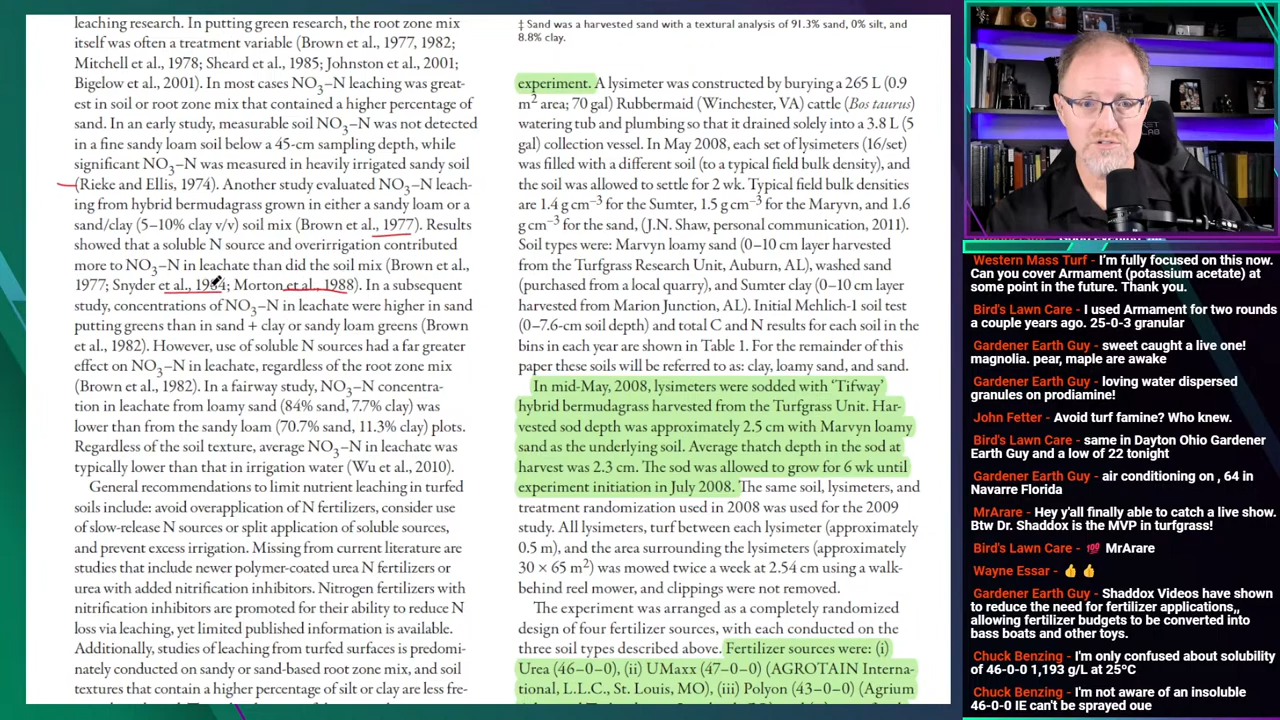 leaching research. In putting green research, the root zone mix
itself was often a treatment variable (Brown et al., 1977, 1982;
Mitchell et al., 1978; Sheard et al., 1985; Johnston et al., 2001;
Bigelow et al., 2001). In most cases NO3–N leaching was great-
est in soil or root zone mix that contained a higher percentage of
sand. In an early study, measurable soil NO3–N was not detected
in a fine sandy loam soil below a 45-cm sampling depth, while
significant NO3–N was measured in heavily irrigated sandy soil
(Rieke and Ellis, 1974). Another study evaluated NO3–N leach-
ing from hybrid bermudagrass grown in either a sandy loam or a
sand/clay (5–10% clay v/v) soil mix (Brown et al., 1977). Results
showed that a soluble N source and overirrigation contributed
more to NO3–N in leachate than did the soil mix (Brown et al.,
1977; Snyder et al., 1984; Morton et al., 1988). In a subsequent
study, concentrations of NO3–N in leachate were higher in sand
putting greens than in sand + clay or sandy loam greens (Brown
et al., 1982). However, use of soluble N sources had a far greater
effect on NO3–N in leachate, regardless of the root zone mix
(Brown et al., 1982). In a fairway study, NO3–N concentra-
tion in leachate from loamy sand (84% sand, 7.7% clay) was
lower than from the sandy loam (70.7% sand, 11.3% clay) plots.
Regardless of the soil texture, average NO3–N in leachate was
typically lower than that in irrigation water (Wu et al., 2010).
General recommendations to limit N leaching in turfed
soils include: avoid overapplication of N fertilizers, consider use
of slow-release N sources or split application of soluble sources,
and prevent excess irrigation. Missing from current literature are
studies that include newer polymer-coated urea N fertilizers or
urea with added nitrification inhibitors. Nitrogen fertilizers with
nitrification inhibitors are promoted for their ability to reduce N
loss via leaching, yet limited published information is available.
Additionally, studies of leaching from turfed surfaces is predomi-
nately conducted on sandy or sand-based root zone mix, and soil
textures that contain a higher percentage of silt or clay are less fre-
‡ Sand was a harvested sand with a textural analysis of 91.3% sand, 0% silt, and
8.8% clay.
experiment. A lysimeter was constructed by burying a 265 L (0.9
m2 area; 70 gal) Rubbermaid (Winchester, VA) cattle (Bos taurus)
watering tub and plumbing so that it drained solely into a 3.8 L (5
gal) collection vessel. In May 2008, each set of lysimeters (16/set)
was filled with a different soil (to a typical field bulk density), and
the soil was allowed to settle for 2 wk. Typical field bulk densities
are 1.4 g cm−3 for the Sumter, 1.5 g cm−3 for the Maryvn, and 1.6
g cm−3 for the sand, (J.N. Shaw, personal communication, 2011).
Soil types were: Marvyn loamy sand (0–10 cm layer harvested
from the Turfgrass Research Unit, Auburn, AL), washed sand
(purchased from a local quarry), and Sumter clay (0–10 cm layer
harvested from Marion Junction, AL). Initial Mehlich-1 soil test
(0–7.6-cm soil depth) and total C and N results for each soil in the
bins in each year are shown in Table 1. For the remainder of this
paper these soils will be referred to as: clay, loamy sand, and sand.
In mid-May, 2008, lysimeters were sodded with ‘Tifway’
hybrid bermudagrass harvested from the Turfgrass Unit. Har-
vested sod depth was approximately 2.5 cm with Marvyn loamy
sand as the underlying soil. Average thatch depth in the sod at
harvest was 2.3 cm. The sod was allowed to grow for 6 wk until
experiment initiation in July 2008. The same soil, lysimeters, and
treatment randomization used in 2008 was used for the 2009
study. All lysimeters, turf between each lysimeter (approximately
0.5 m), and the area surrounding the lysimeters (approximately
30 × 65 m2) was mowed twice a week at 2.54 cm using a walk-
behind reel mower, and clippings were not removed.
The experiment was arranged as a completely randomized
design of four fertilizer sources, with each conducted on the
three soil types described above. Fertilizer sources were: (i)
Urea (46–0–0), (ii) UMaxx (47–0–0) (AGROTAIN Interna-
tional, L.L.C., St. Louis, MO), (iii) Polyon (43–0–0) (Agrium
Western Mass Turf - I'm fully focused on this now.
Can you cover Armament (potassium acetate) at
some point in the future. Thank you.
Bird's Lawn Care - I used Armament for two rounds
a couple years ago. 25-0-3 granular
Gardener Earth Guy - sweet caught a live one!
magnolia. pear, maple are awake
Gardener Earth Guy - loving water dispersed
granules on prodiamine!
John Fetter - Avoid turf famine? Who knew.
Bird's Lawn Care - same in Dayton Ohio Gardener
Earth Guy and a low of 22 tonight
Gardener Earth Guy - air conditioning on , 64 in
Navarre Florida
MrArare - Hey y'all finally able to catch a live show.
Btw Dr. Shaddox is the MVP in turfgrass!
Bird's Lawn Care - 💯 MrArare
Wayne Essar - 👍 👍
Gardener Earth Guy - Shaddox Videos have shown
to reduce the need for fertilizer applications,,
allowing fertilizer budgets to be converted into
bass boats and other toys.
Chuck Benzing - I'm only confused about solubility
of 46-0-0 1,193 g/L at 25°C
Chuck Benzing - I'm not aware of an insoluble
46-0-0 IE can't be sprayed oue